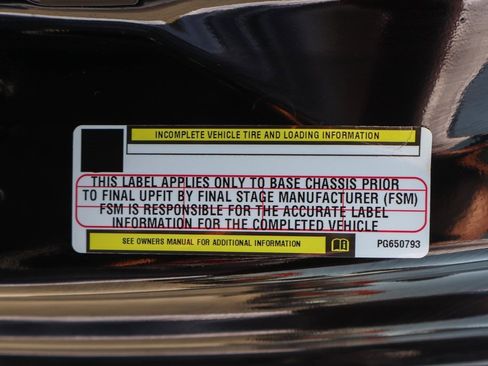 INCOMPLETE VEHICLE TIRE AND LOADING INFORMATION
THIS LABEL APPLIES ONLY TO BASE CHASSIS PRIOR
TO FINAL UPFIT BY FINAL STAGE MANUFACTURER (FSM)
FSM IS RESPONSIBLE FOR THE ACCURATE LABEL
INFORMATION FOR THE COMPLETED VEHICLE
SEE OWNERS MANUAL FOR ADDITIONAL INFORMATION
PG650793